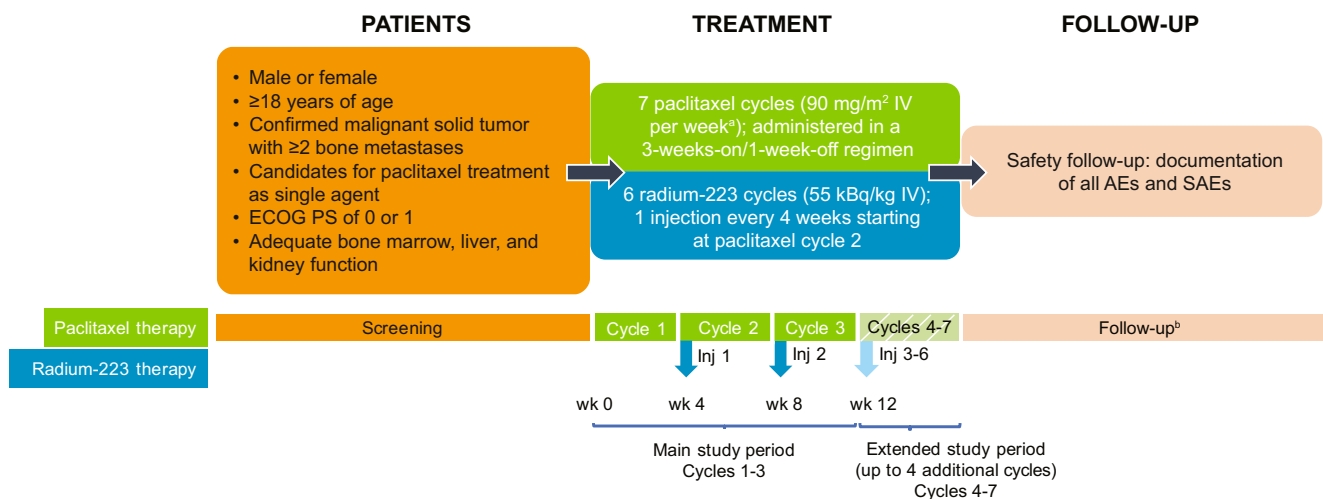 PATIENTS
TREATMENT
FOLLOW-UP
• Male or female
• ≥18 years of age
• Confirmed malignant solid tumor
with ≥2 bone metastases
• Candidates for paclitaxel treatment
as single agent
• ECOG PS of 0 or 1
• Adequate bone marrow, liver, and
kidney function
7 paclitaxel cycles (90 mg/m² IV
per weekᵃ); administered in a
3-weeks-on/1-week-off regimen
6 radium-223 cycles (55 kBq/kg IV);
1 injection every 4 weeks starting
at paclitaxel cycle 2
Safety follow-up: documentation
of all AEs and SAEs
Paclitaxel therapy
Screening
Cycle 1
Cycle 2
Cycle 3
Cycles 4-7
Follow-upᵇ
Radium-223 therapy
Inj 1
Inj 2
Inj 3-6
wk 0
wk 4
wk 8
wk 12
Main study period
Cycles 1-3
Extended study period
(up to 4 additional cycles)
Cycles 4-7